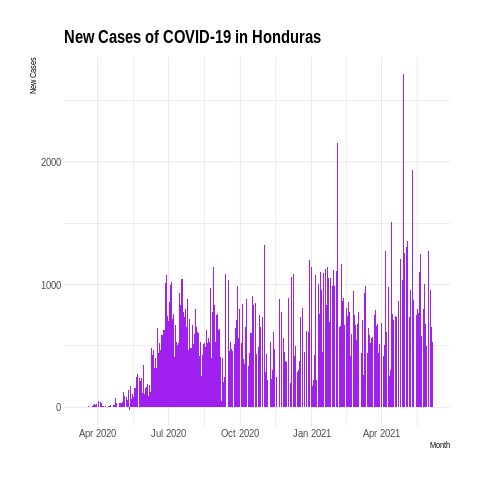 New Cases of COVID-19 in Honduras
New Cases
2000
1000
0
Apr 2020 Jul 2020 Oct 2020 Jan 2021 Apr 2021
Month